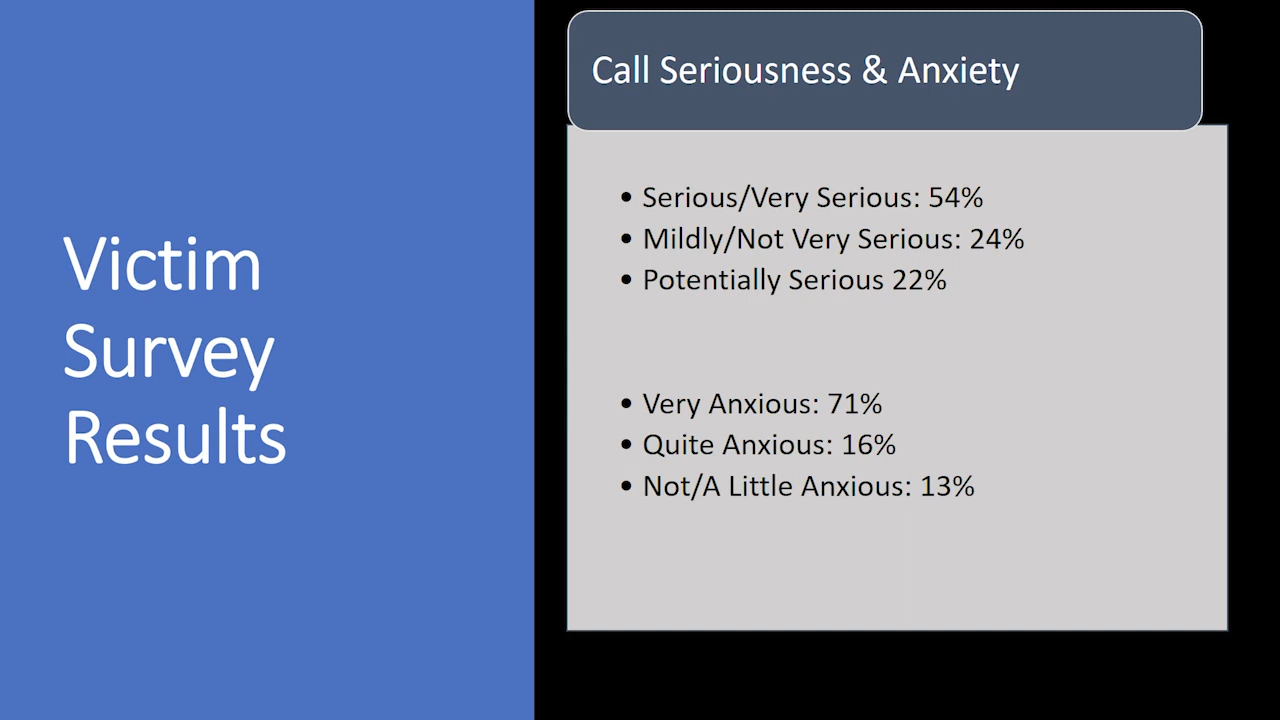 Victim
Survey
Results
Call Seriousness & Anxiety
• Serious/Very Serious: 54%
• Mildly/Not Very Serious: 24%
• Potentially Serious 22%
• Very Anxious: 71%
• Quite Anxious: 16%
• Not/A Little Anxious: 13%